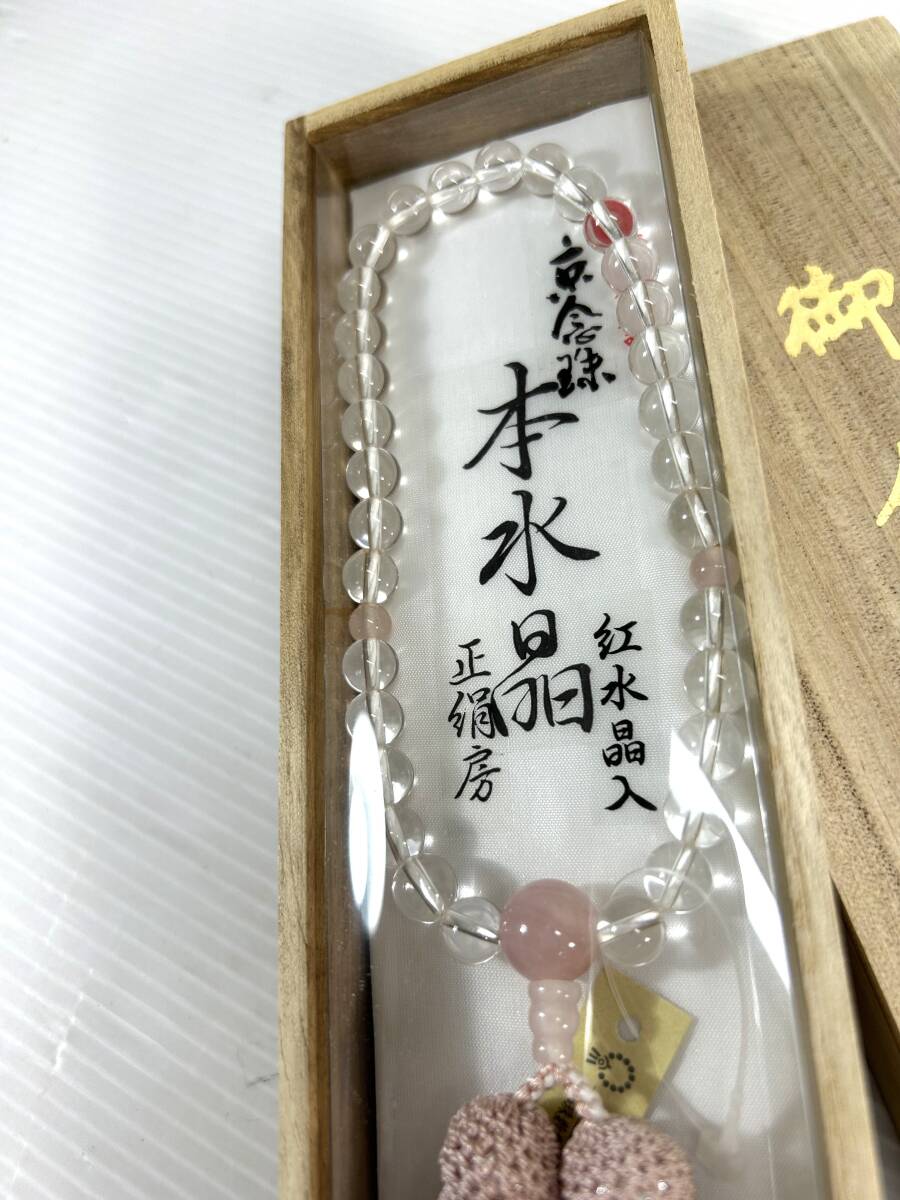 京念珠
本水晶
紅水晶入
正絹房
御